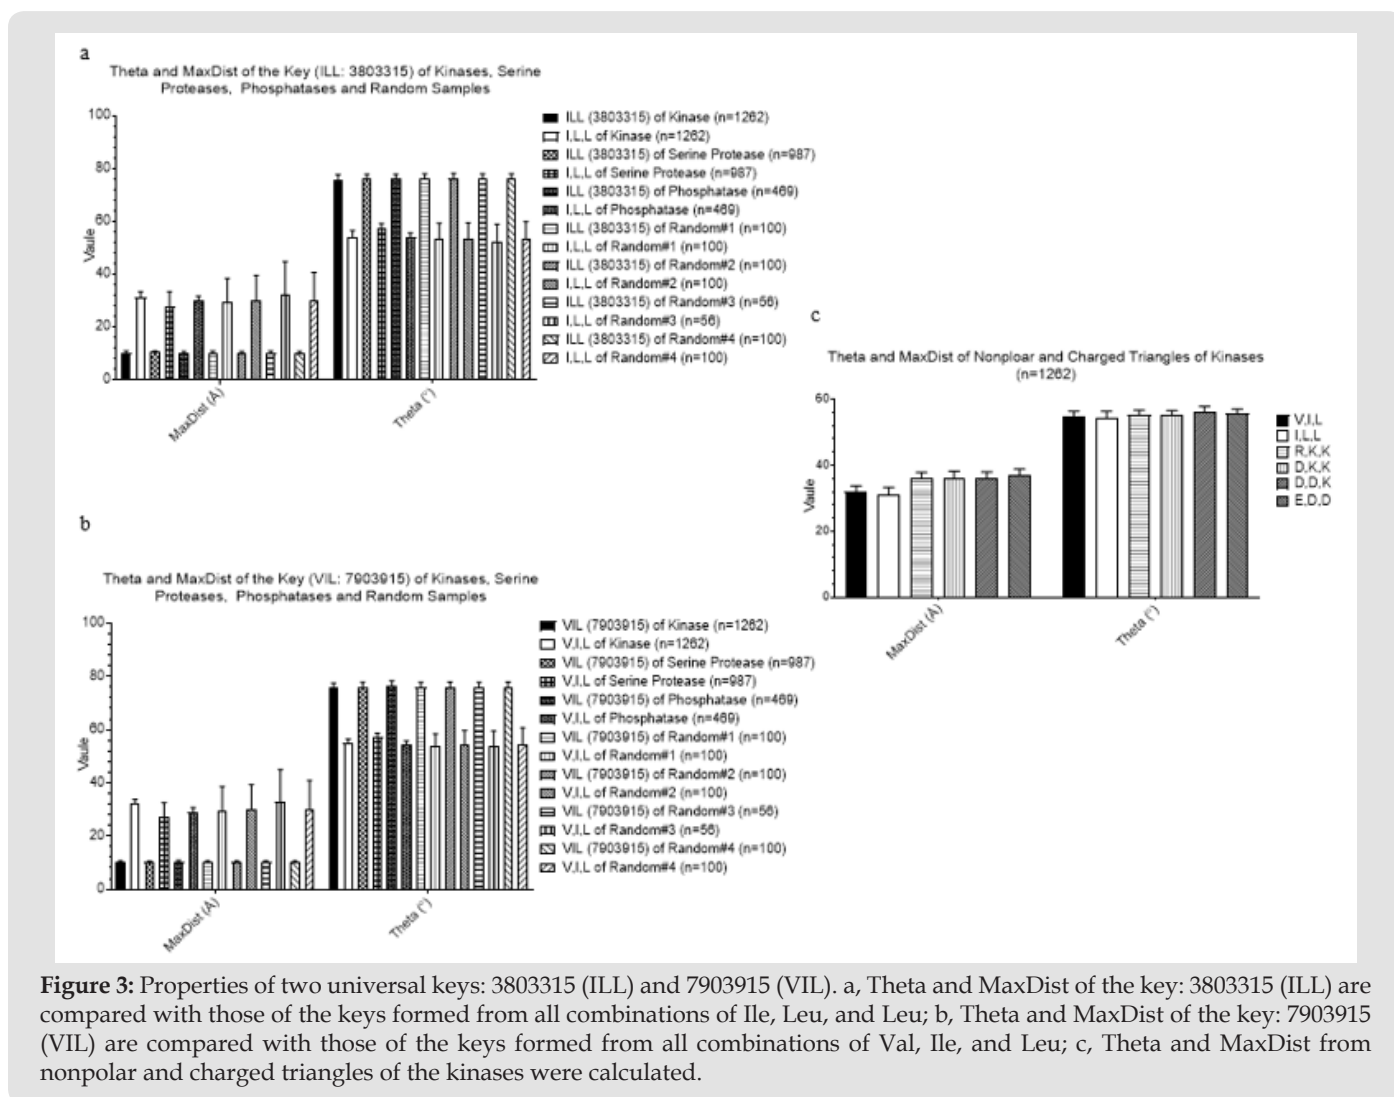 a
Theta and MaxDist of the Key (ILL: 3803315) of Kinases, Serine
Proteases, Phosphatases and Random Samples
100
80
60
40
20
0
Vaule
MaxDist (Å)
Theta (°)
ILL (3803315) of Kinase (n=1262)
I,L,L of Kinase (n=1262)
ILL (3803315) of Serine Protease (n=987)
I,L,L of Serine Protease (n=987)
ILL (3803315) of Phosphatase (n=469)
I,L,L of Phosphatase (n=469)
ILL (3803315) of Random#1 (n=100)
I,L,L of Random#1 (n=100)
ILL (3803315) of Random#2 (n=100)
I,L,L of Random#2 (n=100)
ILL (3803315) of Random#3 (n=56)
I,L,L of Random#3 (n=56)
ILL (3803315) of Random#4 (n=100)
I,L,L of Random#4 (n=100)
b
Theta and MaxDist of the Key (VIL: 7903915) of Kinases, Serine
Proteases, Phosphatases and Random Samples
100
80
60
40
20
0
Vaule
MaxDist (Å)
Theta (°)
VIL (7903915) of Kinase (n=1262)
V,I,L of Kinase (n=1262)
VIL (7903915) of Serine Protease (n=987)
V,I,L of Serine Protease (n=987)
VIL (7903915) of Phosphatase (n=469)
V,I,L of Phosphatase (n=469)
VIL (7903915) of Random#1 (n=100)
V,I,L of Random#1 (n=100)
VIL (7903915) of Random#2 (n=100)
V,I,L of Random#2 (n=100)
VIL (7903915) of Random#3 (n=56)
V,I,L of Random#3 (n=56)
VIL (7903915) of Random#4 (n=100)
V,I,L of Random#4 (n=100)
c
Theta and MaxDist of Nonploar and Charged Triangles of Kinases
(n=1262)
60
40
20
0
Vaule
MaxDist (Å)
Theta (°)
V,I,L
I,L,L
R,K,K
D,K,K
D,D,K
E,D,D
Figure 3: Properties of two universal keys: 3803315 (ILL) and 7903915 (VIL). a, Theta and MaxDist of the key: 3803315 (ILL) are
compared with those of the keys formed from all combinations of Ile, Leu, and Leu; b, Theta and MaxDist of the key: 7903915
(VIL) are compared with those of the keys formed from all combinations of Val, Ile, and Leu; c, Theta and MaxDist from
nonpolar and charged triangles of the kinases were calculated.